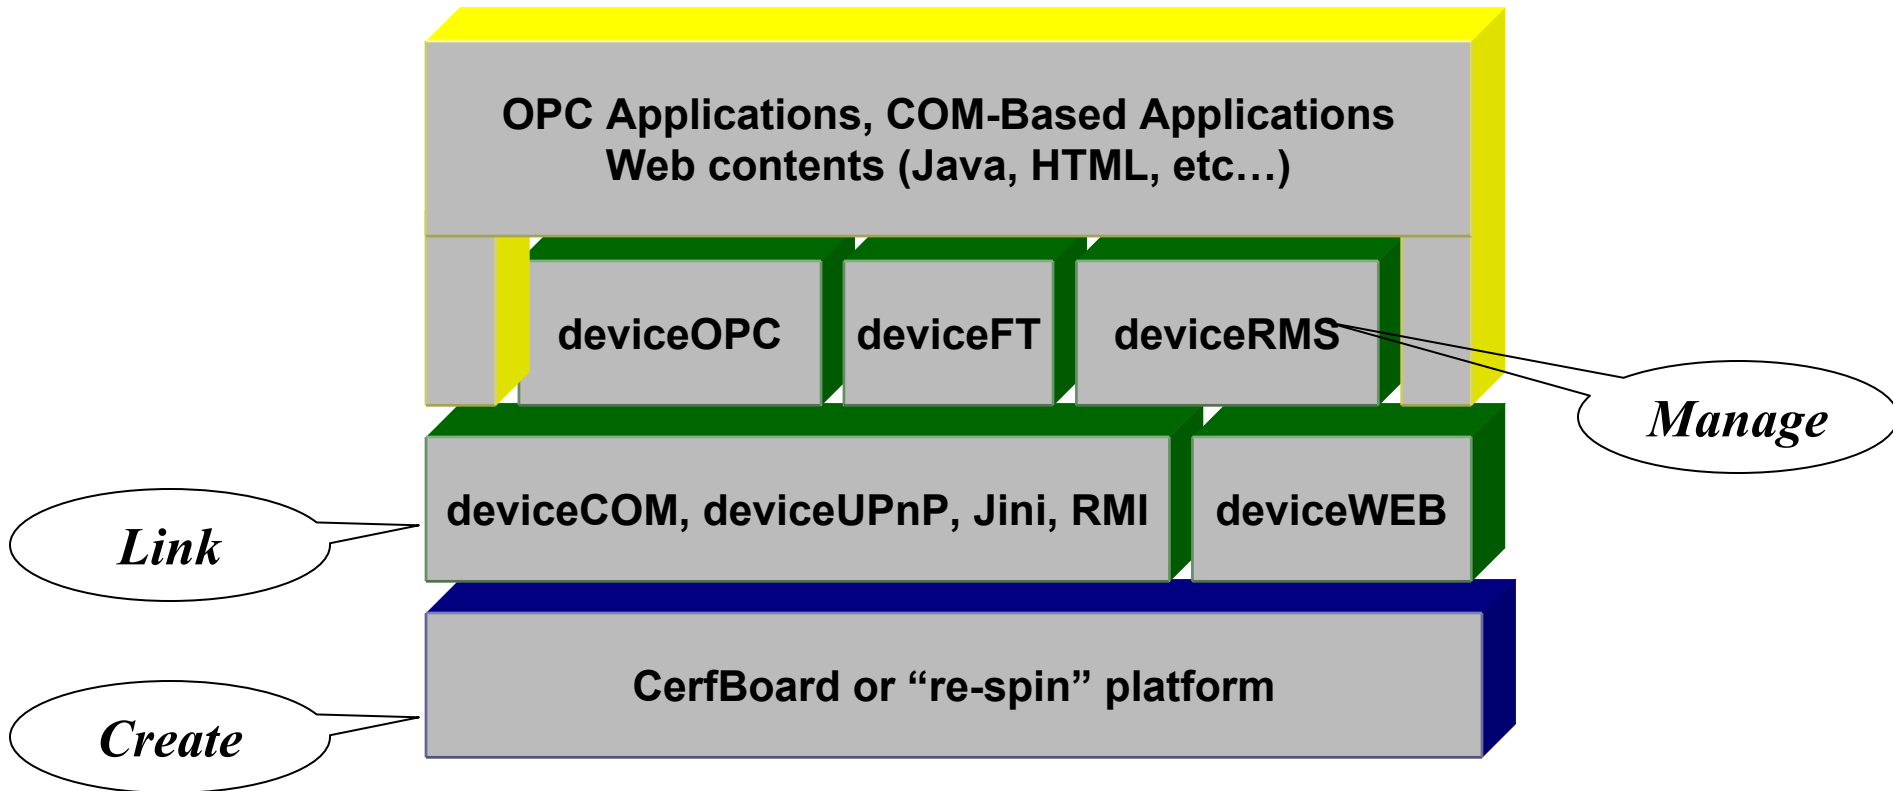 OPC Applications, COM-Based Applications
Web contents (Java, HTML, etc…)
deviceOPC
deviceFT
deviceRMS
Manage
deviceCOM, deviceUPnP, Jini, RMI
deviceWEB
Link
CerfBoard or “re-spin” platform
Create